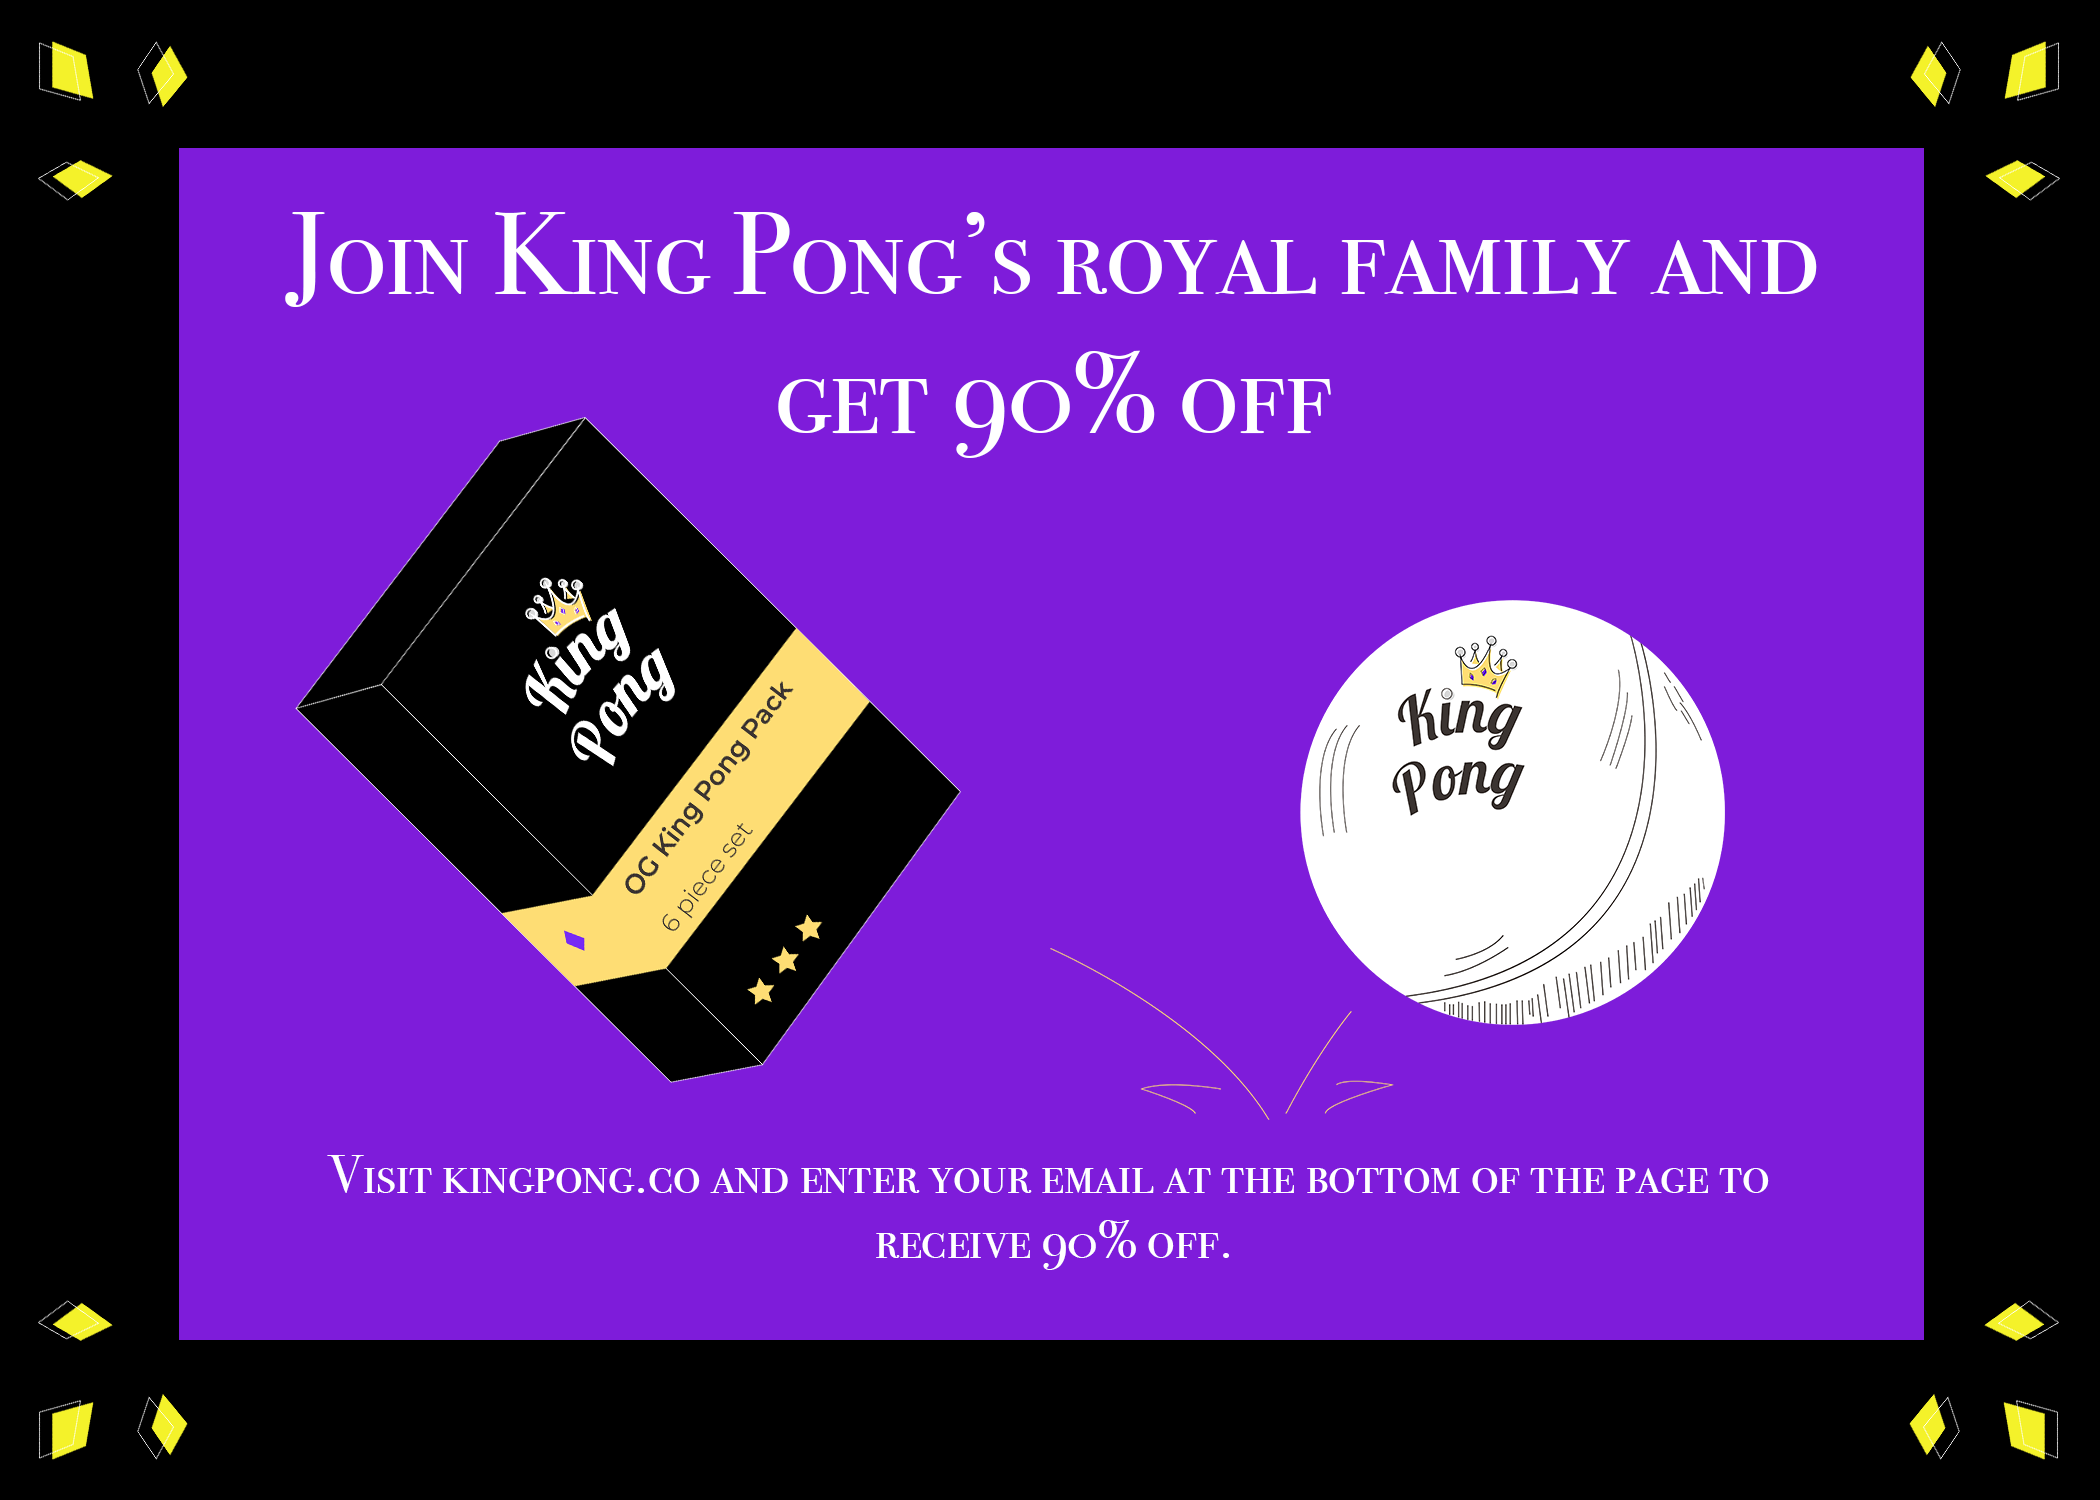 Join King Pong’s royal family and
get 90% off
King
Pong
OG King Pong Pack
6 piece set
King
Pong
Visit kingpong.co and enter your email at the bottom of the page to
receive 90% off.